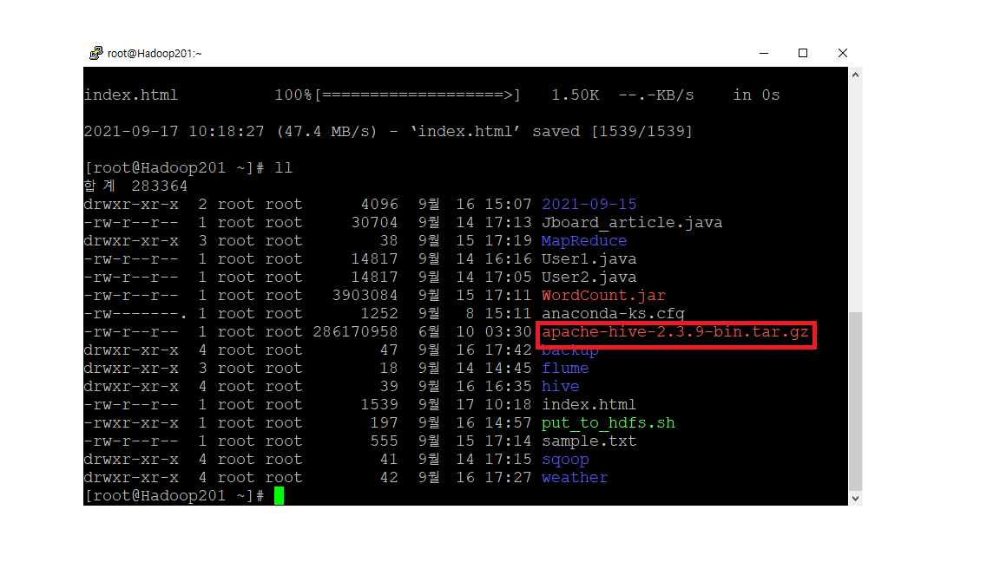 root@Hadoop201:~
index.html 100%[===================>] 1.50K --.-KB/s in 0s
2021-09-17 10:18:27 (47.4 MB/s) - ‘index.html’ saved [1539/1539]
[root@Hadoop201 ~]# ll
합계 283364
drwxr-xr-x 2 root root 4096 9월 16 15:07 2021-09-15
-rw-r--r-- 1 root root 30704 9월 14 17:13 Jboard_article.java
drwxr-xr-x 3 root root 38 9월 15 17:19 MapReduce
-rw-r--r-- 1 root root 14817 9월 14 16:16 User1.java
-rw-r--r-- 1 root root 14817 9월 14 17:05 User2.java
-rw-r--r-- 1 root root 3903084 9월 15 17:11 WordCount.jar
-rw-------. 1 root root 1252 9월 8 15:11 anaconda-ks.cfg
-rw-r--r-- 1 root root 286170958 6월 10 03:30 apache-hive-2.3.9-bin.tar.gz
drwxr-xr-x 4 root root 47 9월 16 17:42 backup
drwxr-xr-x 3 root root 18 9월 14 14:45 flume
drwxr-xr-x 4 root root 39 9월 16 16:35 hive
-rw-r--r-- 1 root root 1539 9월 17 10:18 index.html
-rwxr-xr-x 1 root root 197 9월 16 14:57 put_to_hdfs.sh
-rw-r--r-- 1 root root 555 9월 15 17:14 sample.txt
drwxr-xr-x 4 root root 41 9월 14 17:15 sqoop
drwxr-xr-x 4 root root 42 9월 16 17:27 weather
[root@Hadoop201 ~]#